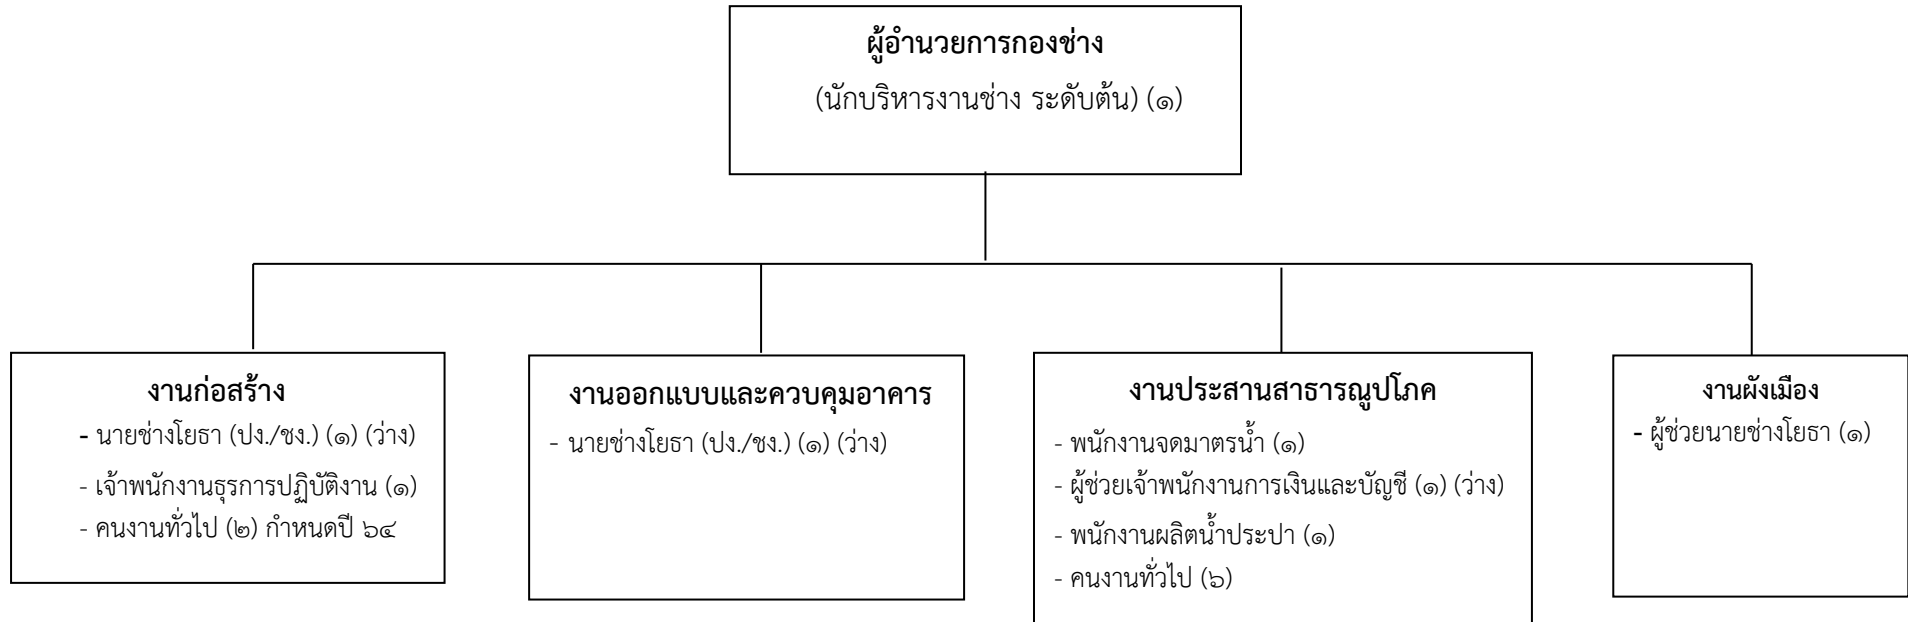 ผู้อำนวยการกองช่าง
(นักบริหารงานช่าง ระดับต้น) (๑)
งานก่อสร้าง
- นายช่างโยธา (ปง./ชง.) (๑) (ว่าง)
- เจ้าพนักงานธุรการปฏิบัติงาน (๑)
- คนงานทั่วไป (๒) กำหนดปี ๖๔
งานออกแบบและควบคุมอาคาร
- นายช่างโยธา (ปง./ชง.) (๑) (ว่าง)
งานประสานสาธารณูปโภค
- พนักงานจดมาตรน้ำ (๑)
- ผู้ช่วยเจ้าพนักงานการเงินและบัญชี (๑) (ว่าง)
- พนักงานผลิตน้ำประปา (๑)
- คนงานทั่วไป (๖)
งานผังเมือง
- ผู้ช่วยนายช่างโยธา (๑)